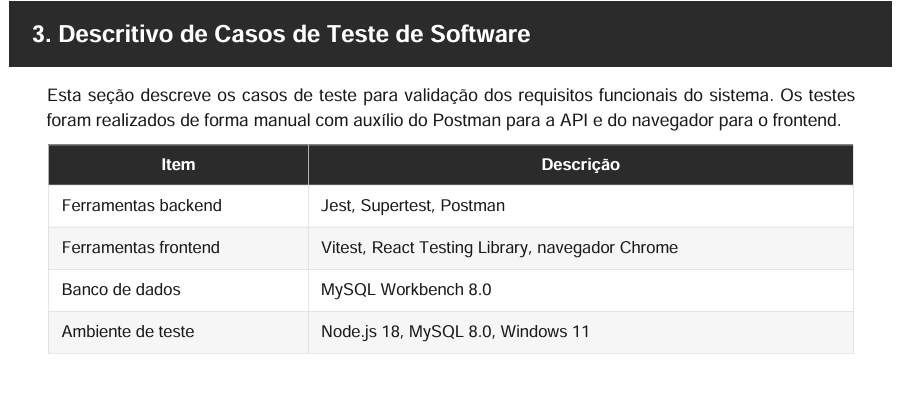 3. Descritivo de Casos de Teste de Software
Esta seção descreve os casos de teste para validação dos requisitos funcionais do sistema. Os testes
foram realizados de forma manual com auxílio do Postman para a API e do navegador para o frontend.
Item Descrição
Ferramentas backend Jest, Supertest, Postman
Ferramentas frontend Vitest, React Testing Library, navegador Chrome
Banco de dados MySQL Workbench 8.0
Ambiente de teste Node.js 18, MySQL 8.0, Windows 11